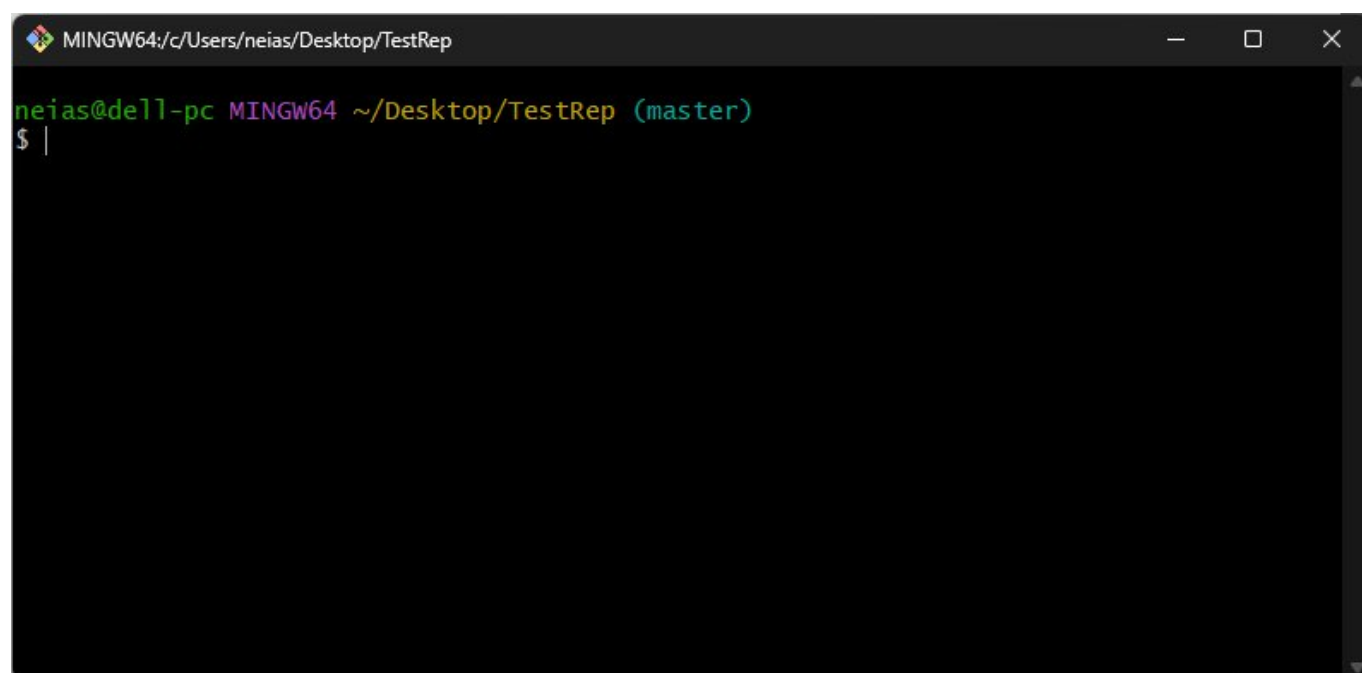 MINGW64:/c/Users/neias/Desktop/TestRep
neias@dell-pc MINGW64 ~/Desktop/TestRep (master)
$